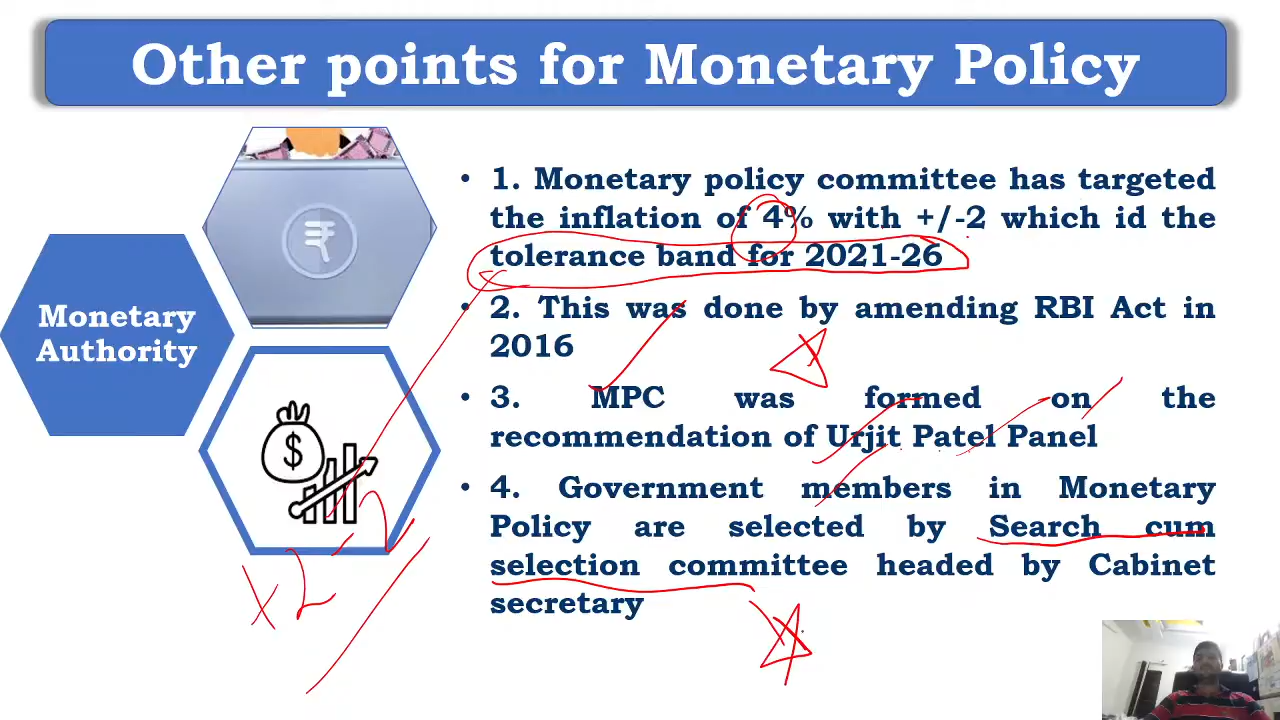 Other points for Monetary Policy
Monetary
Authority
• 1. Monetary policy committee has targeted
the inflation of 4% with +/-2 which id the
tolerance band for 2021-26
• 2. This was done by amending RBI Act in
2016
• 3. MPC was formed on the
recommendation of Urjit Patel Panel
• 4. Government members in Monetary
Policy are selected by Search cum
selection committee headed by Cabinet
secretary
₹
$
+2 -2